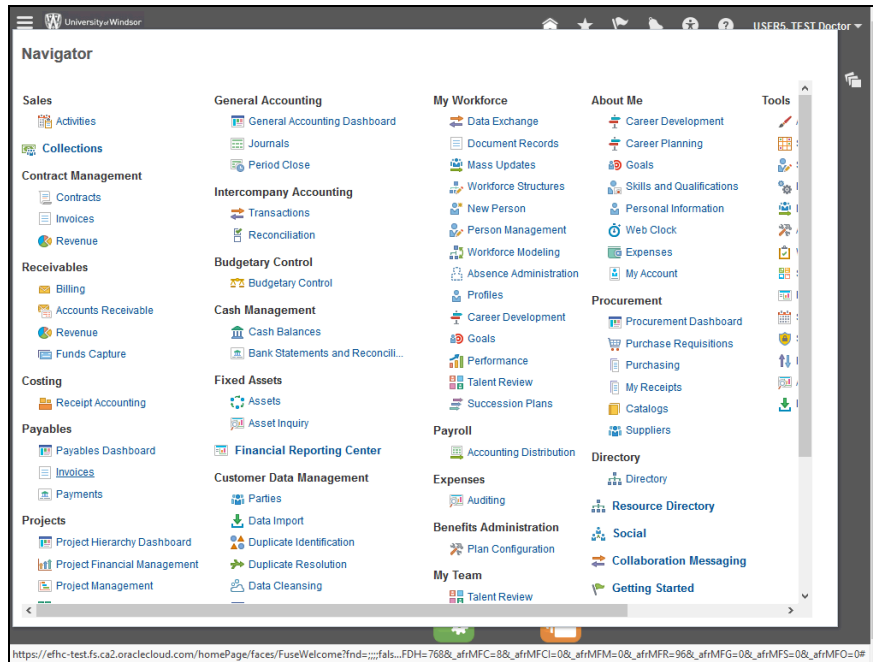 University of Windsor
USER5, TEST Doctor
Navigator
Sales
Activities
Collections
Contract Management
Contracts
Invoices
Revenue
Receivables
Billing
Accounts Receivable
Revenue
Funds Capture
Costing
Receipt Accounting
Payables
Payables Dashboard
Invoices
Payments
Projects
Project Hierarchy Dashboard
Project Financial Management
Project Management
General Accounting
General Accounting Dashboard
Journals
Period Close
Intercompany Accounting
Transactions
Reconciliation
Budgetary Control
Budgetary Control
Cash Management
Cash Balances
Bank Statements and Reconcili...
Fixed Assets
Assets
Asset Inquiry
Financial Reporting Center
Customer Data Management
Parties
Data Import
Duplicate Identification
Duplicate Resolution
Data Cleansing
My Workforce
Data Exchange
Document Records
Mass Updates
Workforce Structures
New Person
Person Management
Workforce Modeling
Absence Administration
Profiles
Career Development
Goals
Performance
Talent Review
Succession Plans
Payroll
Accounting Distribution
Expenses
Auditing
Benefits Administration
Plan Configuration
My Team
Talent Review
About Me
Career Development
Career Planning
Goals
Skills and Qualifications
Personal Information
Web Clock
Expenses
My Account
Procurement
Procurement Dashboard
Purchase Requisitions
Purchasing
My Receipts
Catalogs
Suppliers
Directory
Directory
Resource Directory
Social
Collaboration Messaging
Getting Started
Tools
https://efhc-test.fs.ca2.oraclecloud.com/homePage/faces/FuseWelcome?fnd=;;;;fals...FDH=768&_afrMFC=8&_afrMFCI=0&_afrMFM=0&_afrMFR=96&_afrMFG=0&_afrMFS=0&_afrMFO=0#